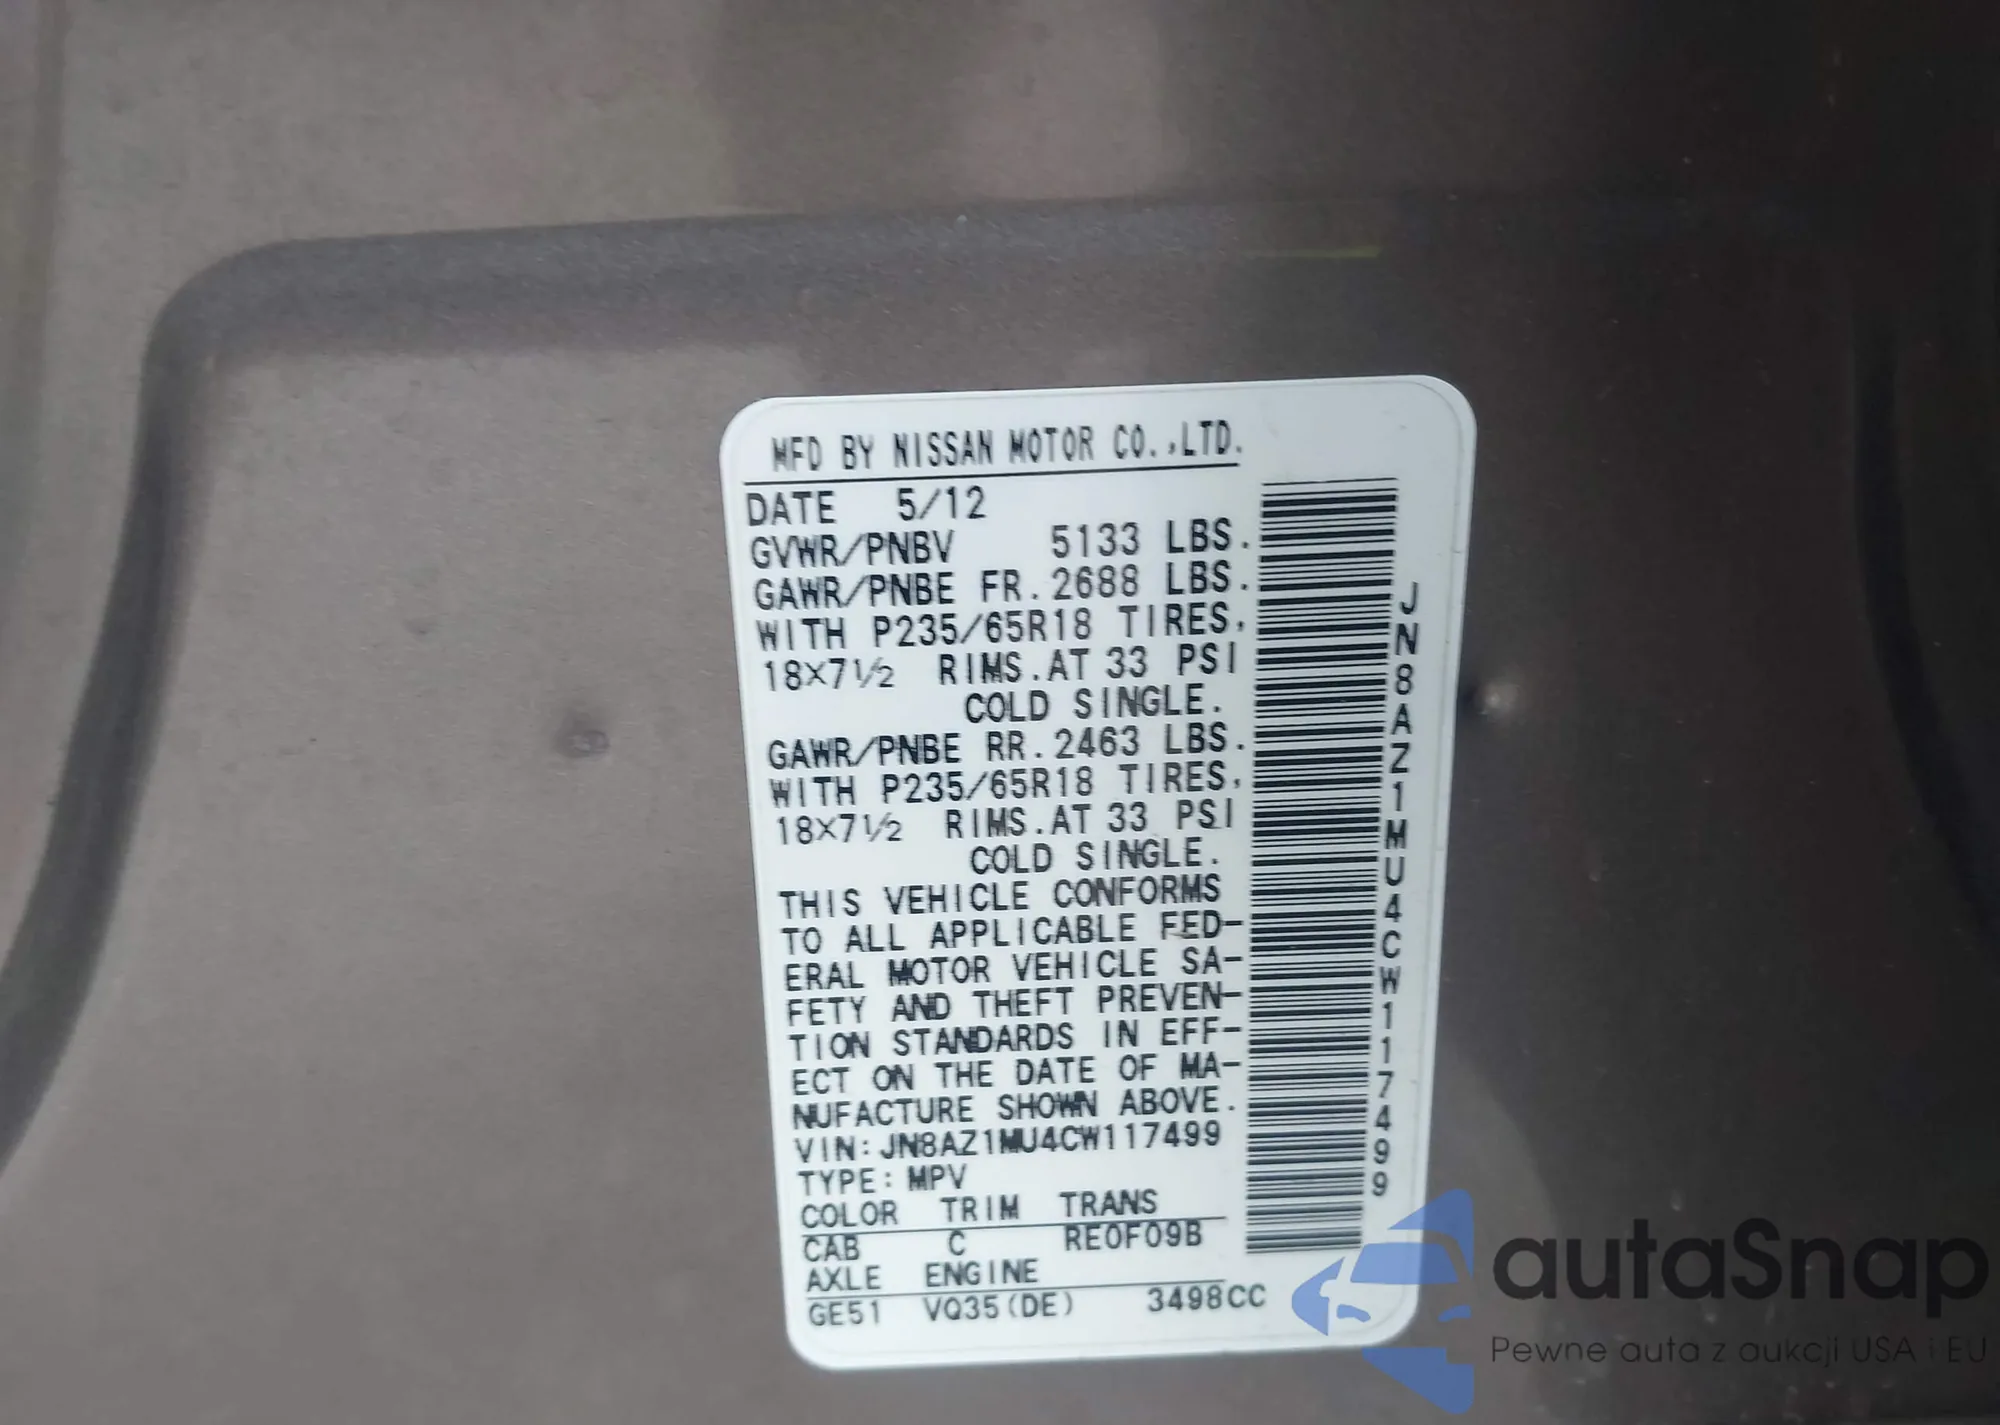 MFD BY NISSAN MOTOR CO.,LTD.
DATE 5/12
GVWR/PNBV 5133 LBS.
GAWR/PNBE FR.2688 LBS.
WITH P235/65R18 TIRES,
18×7½ RIMS.AT 33 PSI
COLD SINGLE.
GAWR/PNBE RR.2463 LBS.
WITH P235/65R18 TIRES,
18×7½ RIMS.AT 33 PSI
COLD SINGLE.
THIS VEHICLE CONFORMS
TO ALL APPLICABLE FED-
ERAL MOTOR VEHICLE SA-
FETY AND THEFT PREVEN-
TION STANDARDS IN EFF-
ECT ON THE DATE OF MA-
NUFACTURE SHOWN ABOVE.
VIN:JN8AZ1MU4CW117499
TYPE:MPV
COLOR TRIM TRANS
CAB C RE0F09B
AXLE ENGINE
GE51 VQ35(DE) 3498CC
JN8AZ1MU4CW117499
autaSnap
Pewne auta z aukcji USA i EU